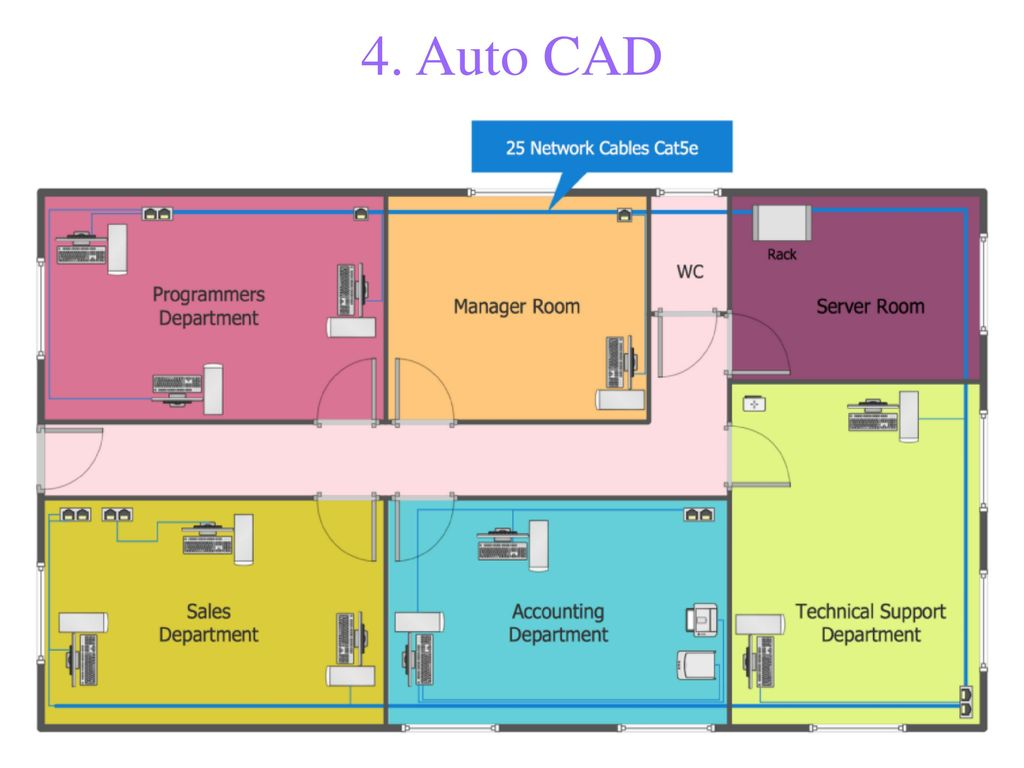 4. Auto CAD
25 Network Cables Cat5e
Rack
WC
Programmers
Department
Manager Room
Server Room
Sales
Department
Accounting
Department
Technical Support
Department